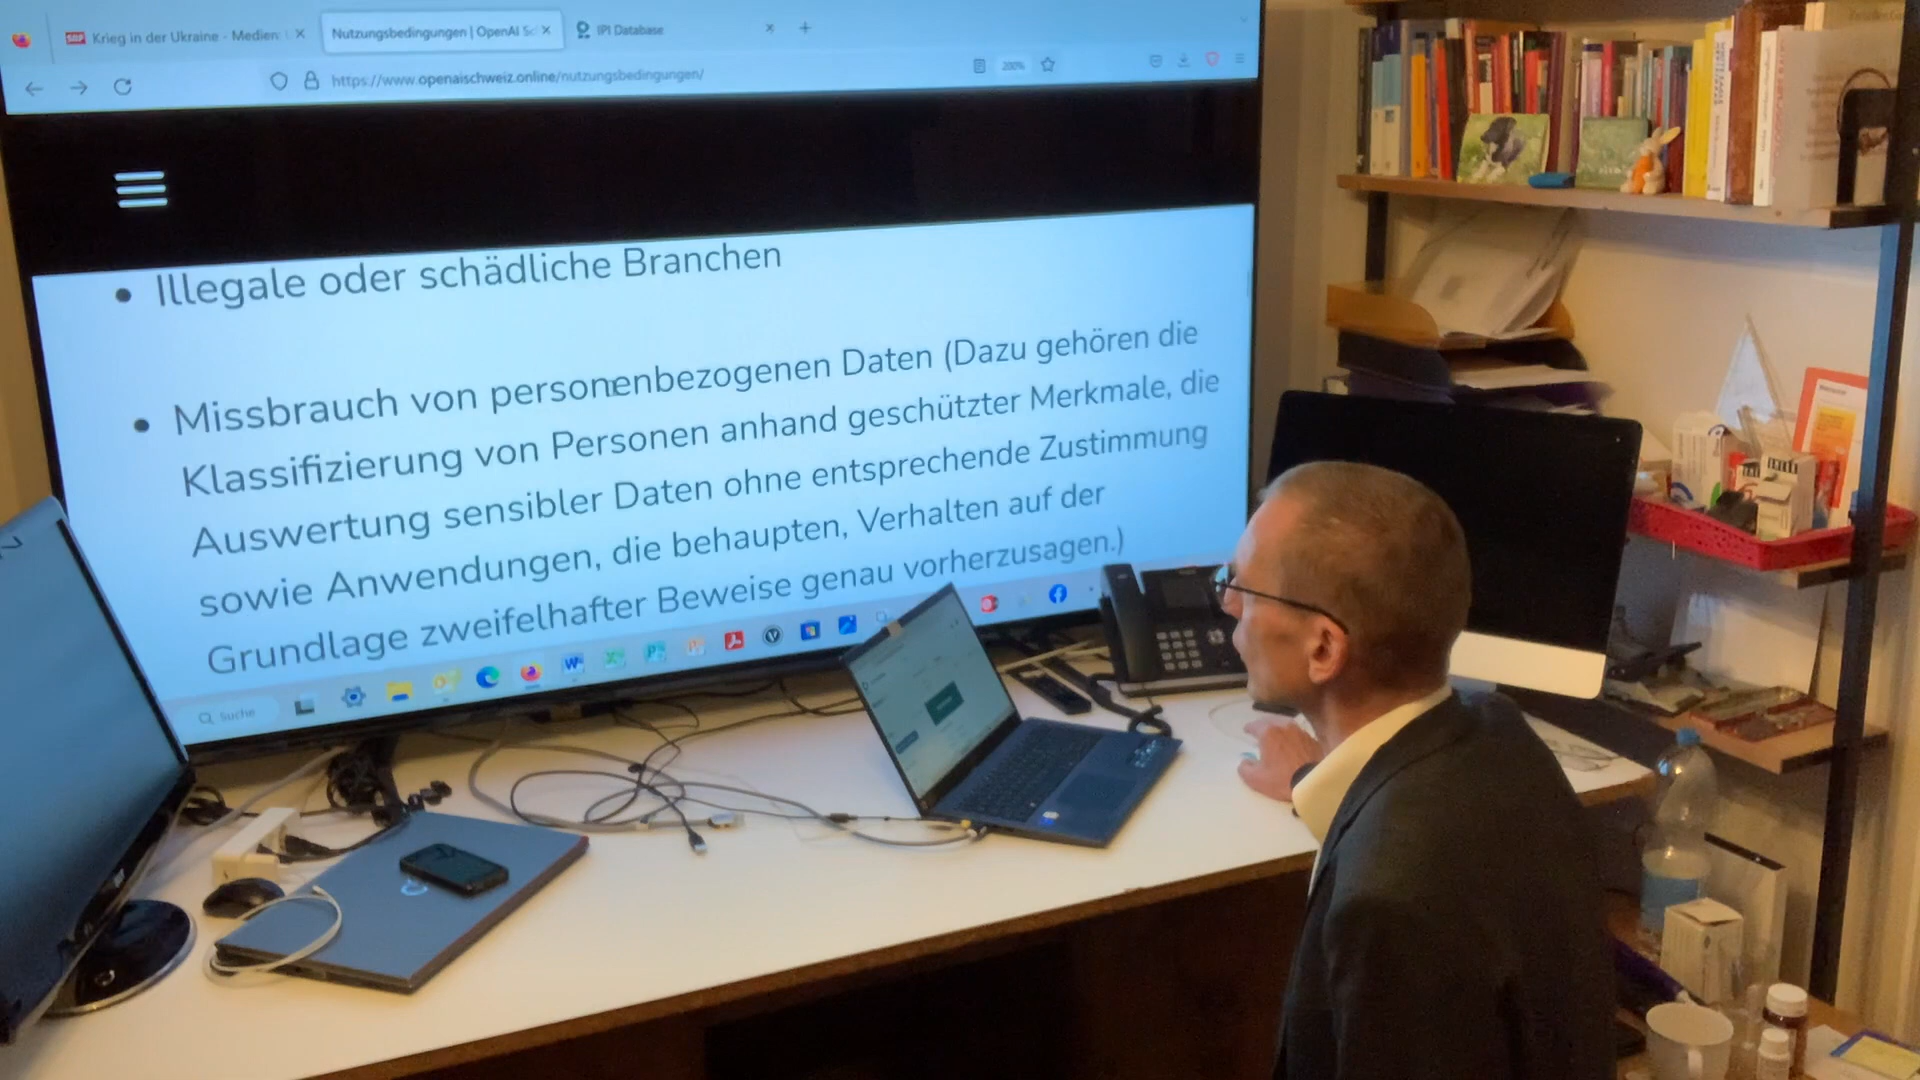 SRF Krieg in der Ukraine - Medien:
Nutzungsbedingungen | OpenAI Sc
IPI Database
https://www.openaischweiz.online/nutzungsbedingungen/
200%
Illegale oder schädliche Branchen
Missbrauch von personenbezogenen Daten (Dazu gehören die
Klassifizierung von Personen anhand geschützter Merkmale, die
Auswertung sensibler Daten ohne entsprechende Zustimmung
sowie Anwendungen, die behaupten, Verhalten auf der
Grundlage zweifelhafter Beweise genau vorherzusagen.)
Suche